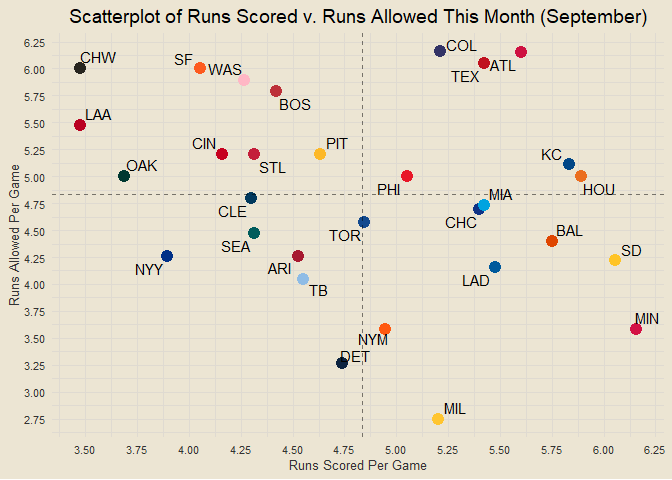 Scatterplot of Runs Scored v. Runs Allowed This Month (September)
6.25
COL
CHW
SF
WAS
ATL
6.00
TEX
5.75
BOS
5.50
LAA
CIN
PIT
5.25
KC
STL
OAK
5.00
PHI
HOU
MIA
4.75
CLE
CHC
TOR
BAL
4.50
SEA
SD
4.25
NYY
ARI
LAD
TB
4.00
3.75
MIN
NYM
3.50
DET
3.25
3.00
MIL
2.75
Runs Allowed Per Game
3.50 3.75 4.00 4.25 4.50 4.75 5.00 5.25 5.50 5.75 6.00 6.25
Runs Scored Per Game